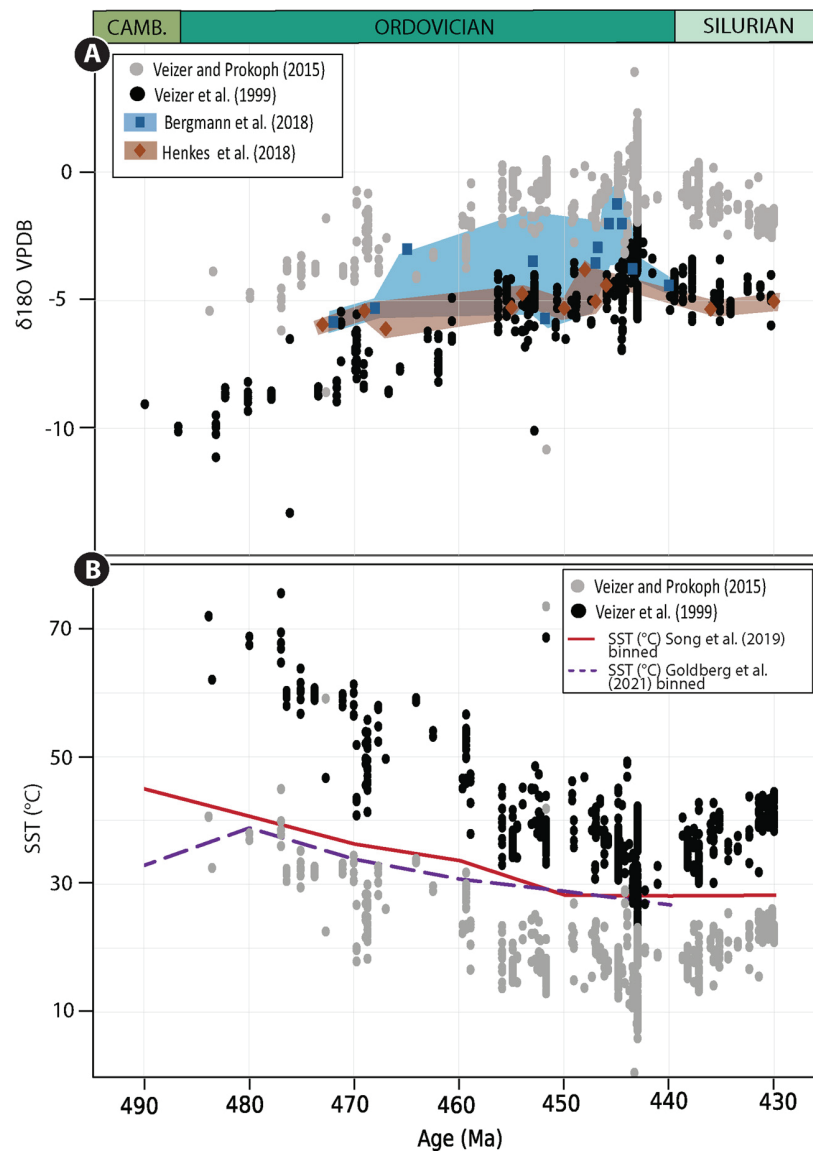 CAMB. ORDOVICIAN SILURIAN
A
Veizer and Prokoph (2015)
Veizer et al. (1999)
Bergmann et al. (2018)
Henkes et al. (2018)
0
-5
-10
δ18O VPDB
B
Veizer and Prokoph (2015)
Veizer et al. (1999)
SST (°C) Song et al. (2019)
binned
SST (°C) Goldberg et al.
(2021) binned
70
50
30
10
SST (°C)
490 480 470 460 450 440 430
Age (Ma)